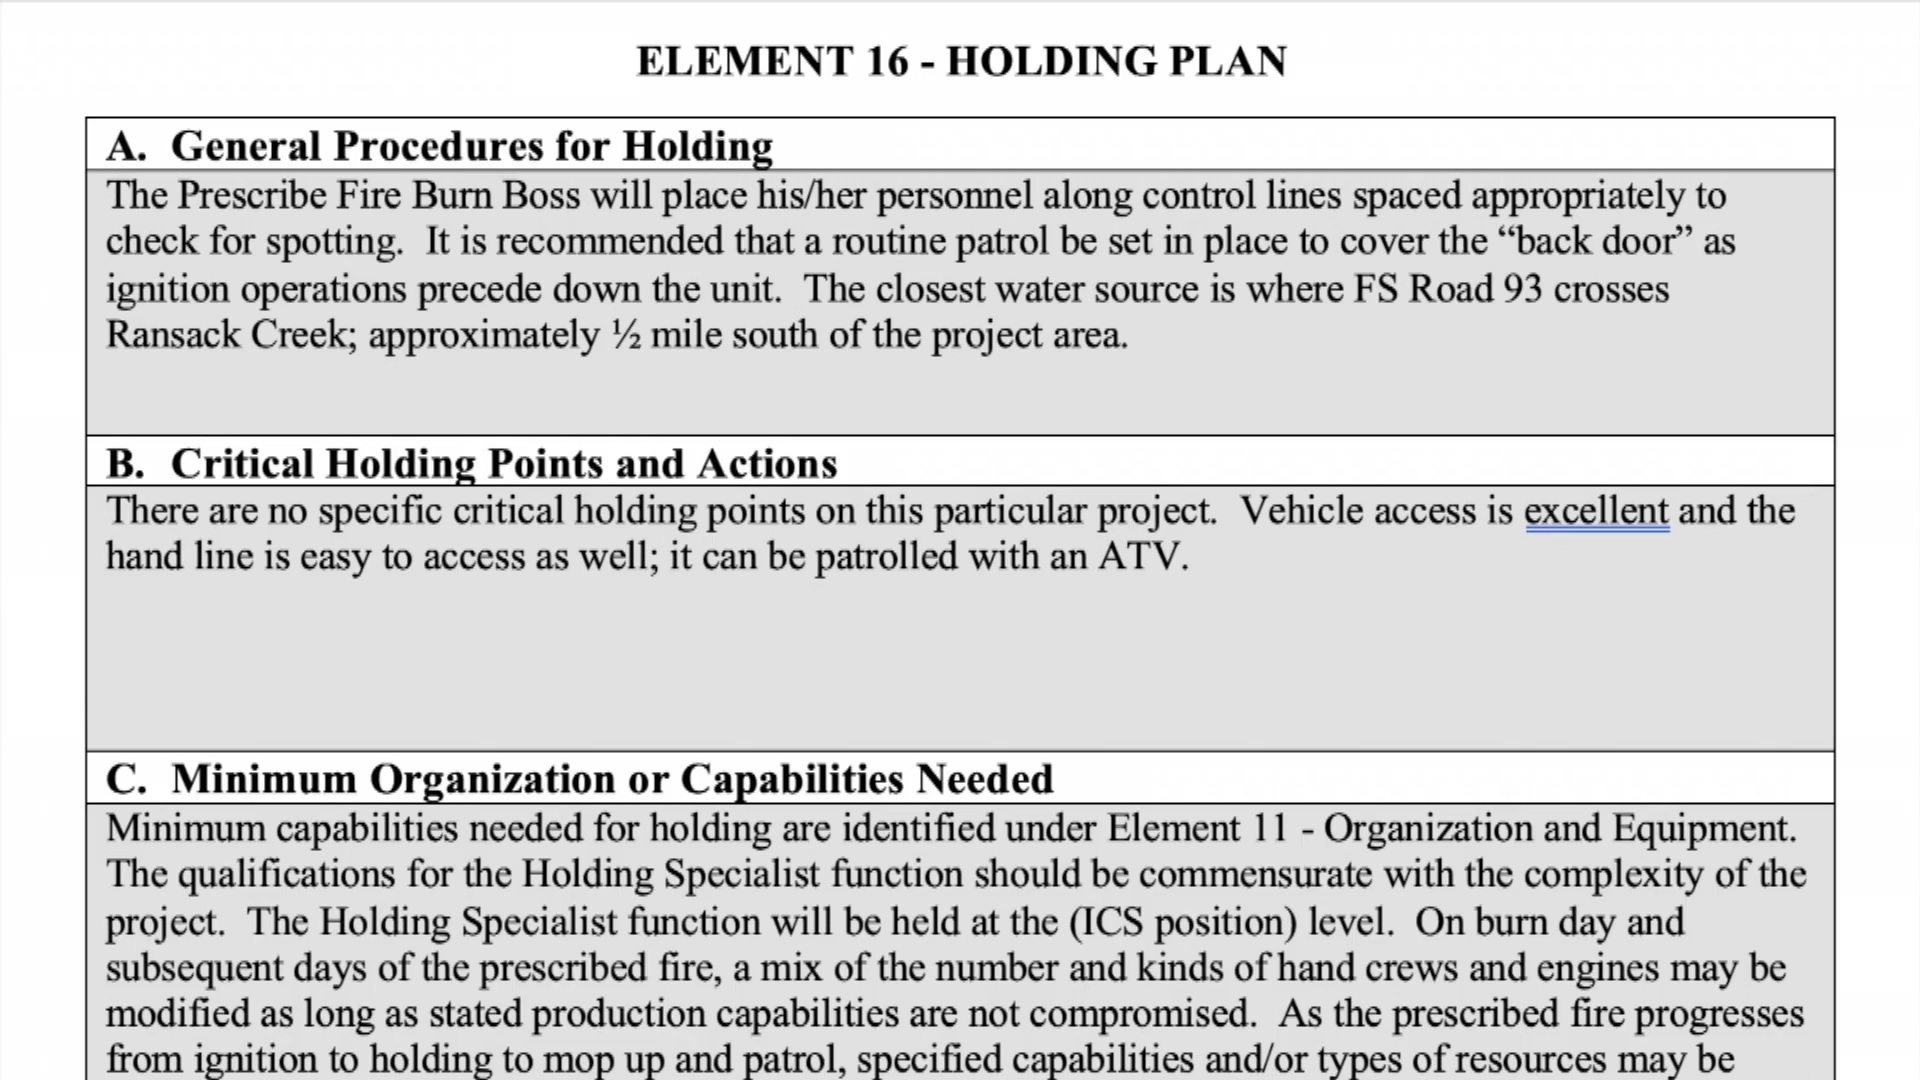 ELEMENT 16 - HOLDING PLAN
A. General Procedures for Holding
The Prescribe Fire Burn Boss will place his/her personnel along control lines spaced appropriately to
check for spotting. It is recommended that a routine patrol be set in place to cover the “back door” as
ignition operations precede down the unit. The closest water source is where FS Road 93 crosses
Ransack Creek; approximately ½ mile south of the project area.
B. Critical Holding Points and Actions
There are no specific critical holding points on this particular project. Vehicle access is excellent and the
hand line is easy to access as well; it can be patrolled with an ATV.
C. Minimum Organization or Capabilities Needed
Minimum capabilities needed for holding are identified under Element 11 - Organization and Equipment.
The qualifications for the Holding Specialist function should be commensurate with the complexity of the
project. The Holding Specialist function will be held at the (ICS position) level. On burn day and
subsequent days of the prescribed fire, a mix of the number and kinds of hand crews and engines may be
modified as long as stated production capabilities are not compromised. As the prescribed fire progresses
from ignition to holding to mop up and patrol, specified capabilities and/or types of resources may be